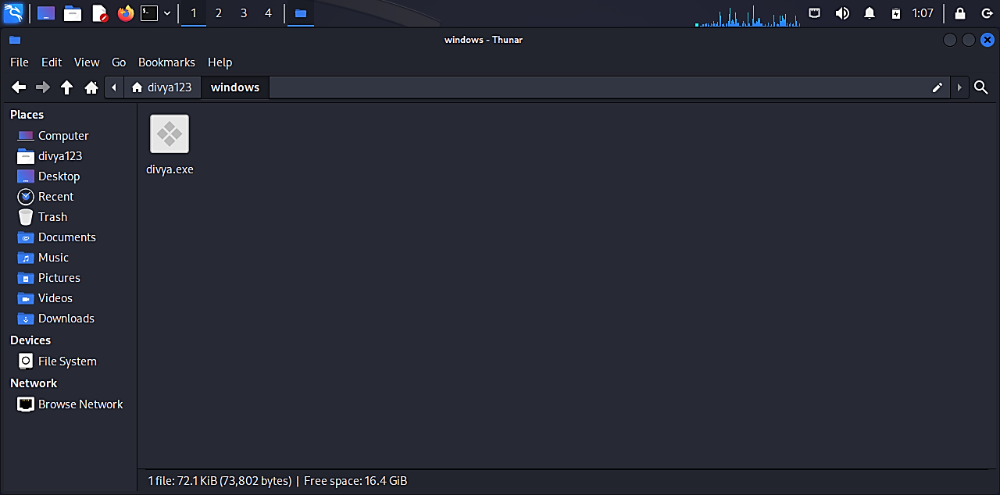 1 2 3 4 1:07
windows - Thunar
File Edit View Go Bookmarks Help
divya123 windows
Places
Computer
divya123
Desktop
Recent
Trash
Documents
Music
Pictures
Videos
Downloads
Devices
File System
Network
Browse Network
divya.exe
1 file: 72.1 KiB (73,802 bytes) | Free space: 16.4 GiB